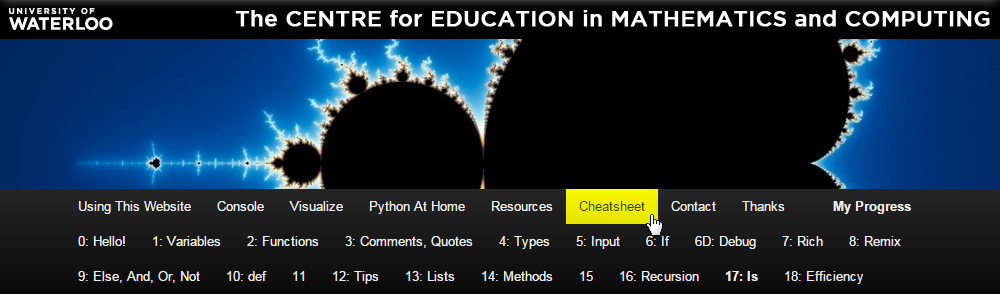 UNIVERSITY OF
WATERLOO
The CENTRE for EDUCATION in MATHEMATICS and COMPUTING
Using This Website Console Visualize Python At Home Resources Cheatsheet Contact Thanks My Progress
0: Hello! 1: Variables 2: Functions 3: Comments, Quotes 4: Types 5: Input 6: If 6D: Debug 7: Rich 8: Remix
9: Else, And, Or, Not 10: def 11 12: Tips 13: Lists 14: Methods 15 16: Recursion 17: Is 18: Efficiency